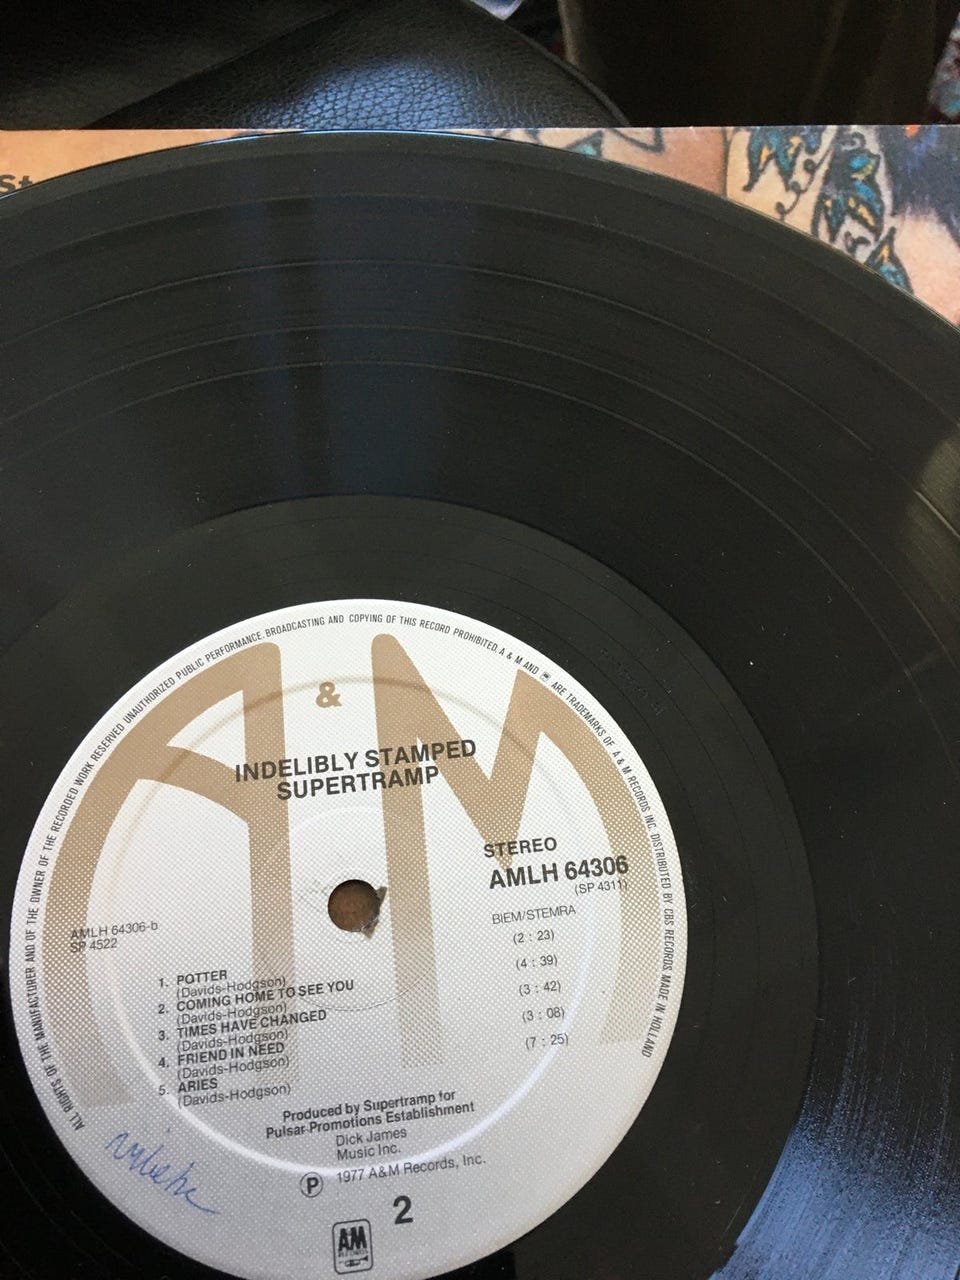 St
ALL RIGHTS OF THE MANUFACTURER AND OF THE OWNER OF THE RECORDED WORK RESERVED UNAUTHORIZED PUBLIC PERFORMANCE, BROADCASTING AND COPYING OF THIS RECORD PROHIBITED. A & M AND AM ARE TRADEMARKS OF A & M RECORDS INC. DISTRIBUTED BY CBS RECORDS MADE IN HOLLAND
A & M
INDELIBLY STAMPED
SUPERTRAMP
STEREO
AMLH 64306
(SP 4311)
BIEM/STEMRA
AMLH 64306-b
SP 4522
1. POTTER (2 : 23)
(Davids-Hodgson)
2. COMING HOME TO SEE YOU (4 : 39)
(Davids-Hodgson)
3. TIMES HAVE CHANGED (3 : 42)
(Davids-Hodgson)
4. FRIEND IN NEED (3 : 08)
(Davids-Hodgson)
5. ARIES (7 : 25)
(Davids-Hodgson)
Produced by Supertramp for
Pulsar-Promotions Establishment
Dick James
Music Inc.
Ⓟ 1977 A&M Records, Inc.
2
AM
RECORDS